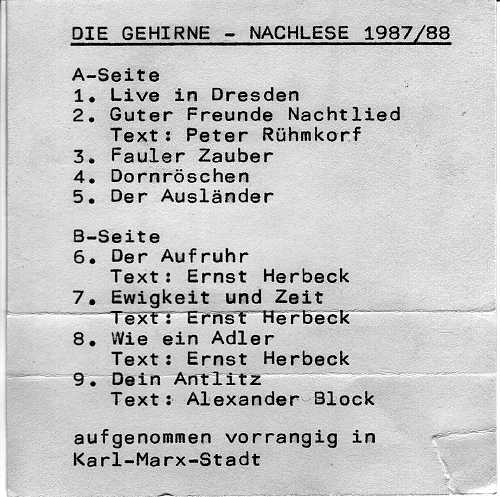 DIE GEHIRNE - NACHLESE 1987/88
A-Seite
1. Live in Dresden
2. Guter Freunde Nachtlied
Text: Peter Rühmkorf
3. Fauler Zauber
4. Dornröschen
5. Der Ausländer
B-Seite
6. Der Aufruhr
Text: Ernst Herbeck
7. Ewigkeit und Zeit
Text: Ernst Herbeck
8. Wie ein Adler
Text: Ernst Herbeck
9. Dein Antlitz
Text: Alexander Block
aufgenommen vorrangig in
Karl-Marx-Stadt